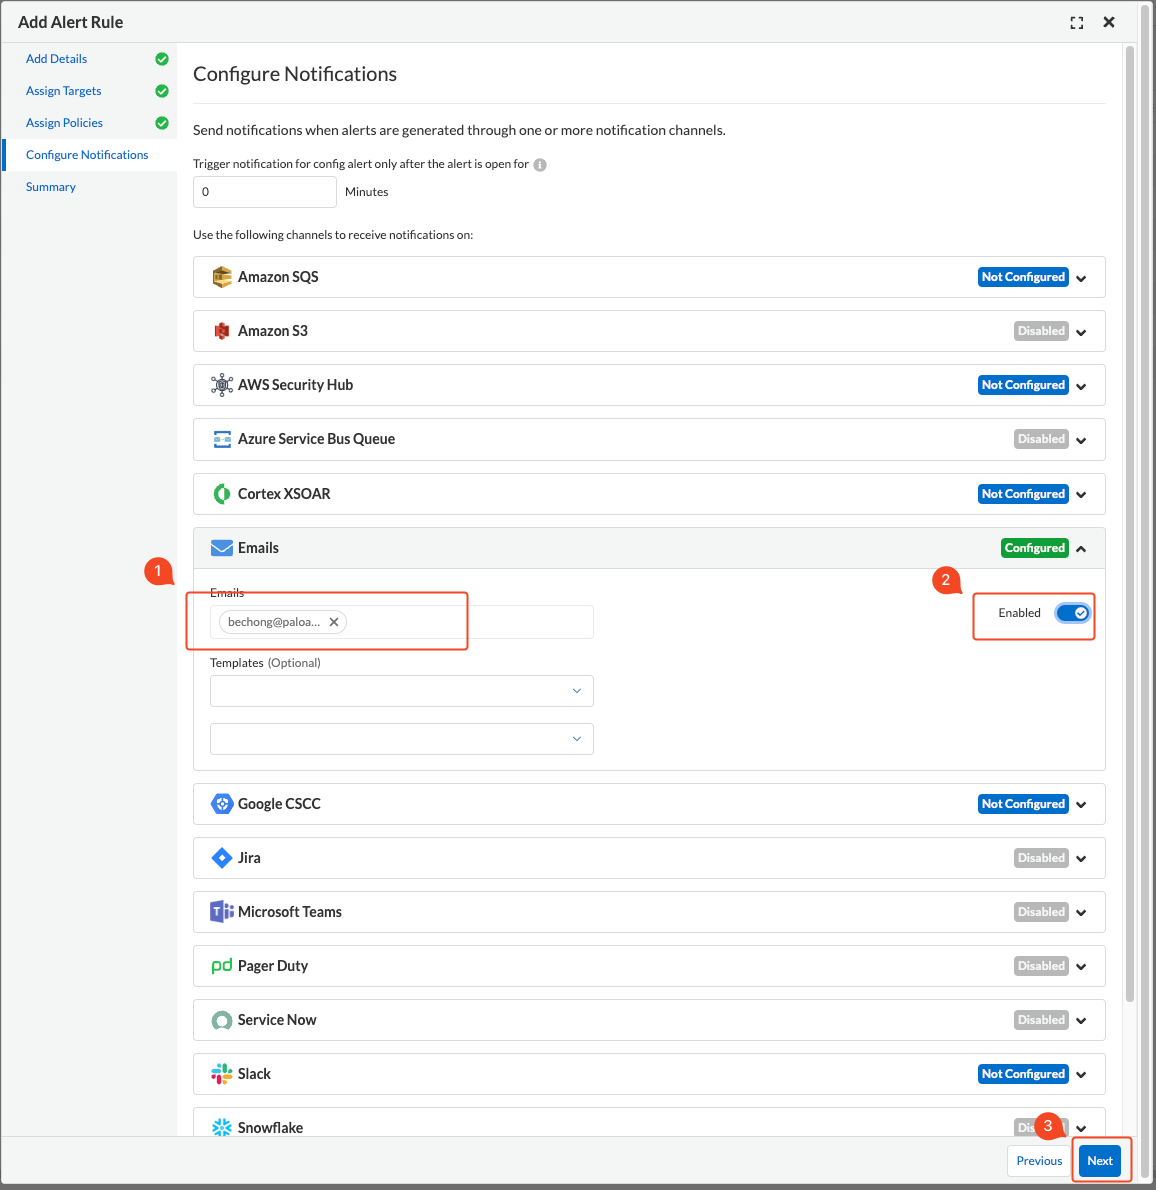 Add Alert Rule
Add Details
Assign Targets
Assign Policies
Configure Notifications
Summary
Configure Notifications
Send notifications when alerts are generated through one or more notification channels.
Trigger notification for config alert only after the alert is open for
0 Minutes
Use the following channels to receive notifications on:
Amazon SQS Not Configured
Amazon S3 Disabled
AWS Security Hub Not Configured
Azure Service Bus Queue Disabled
Cortex XSOAR Not Configured
Emails Configured
1
2
Emails
Enabled
bechong@paloa...
Templates (Optional)
Google CSCC Not Configured
Jira Disabled
Microsoft Teams Disabled
pd Pager Duty Disabled
Service Now Disabled
Slack Not Configured
Snowflake
3
Previous Next